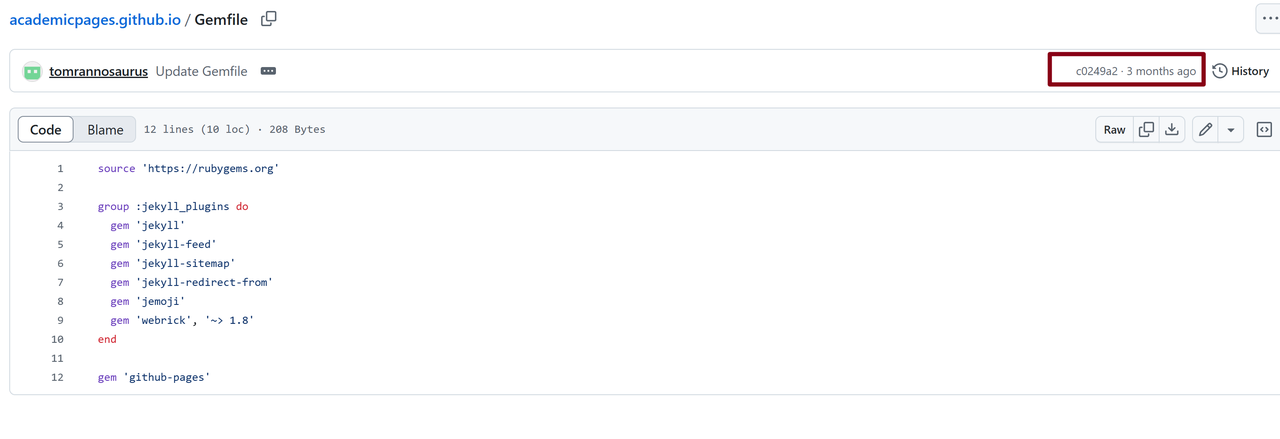 academicpages.github.io / Gemfile
tomrannosaurus Update Gemfile c0249a2 · 3 months ago History
Code Blame 12 lines (10 loc) · 208 Bytes Raw
1 source 'https://rubygems.org'
2
3 group :jekyll_plugins do
4 gem 'jekyll'
5 gem 'jekyll-feed'
6 gem 'jekyll-sitemap'
7 gem 'jekyll-redirect-from'
8 gem 'jemoji'
9 gem 'webrick', '~> 1.8'
10 end
11
12 gem 'github-pages'